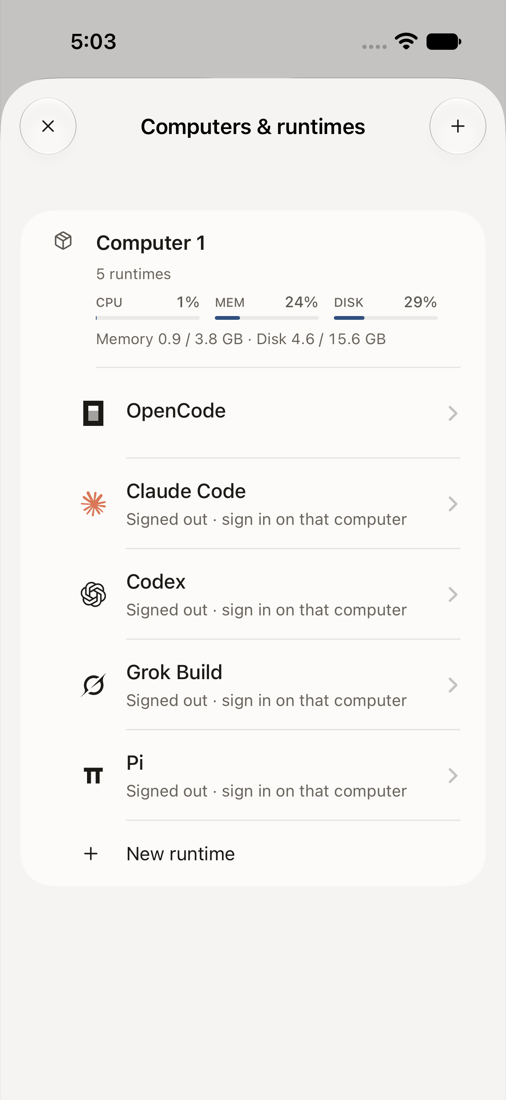 5:03
Computers & runtimes
Computer 1
5 runtimes
CPU 1% MEM 24% DISK 29%
Memory 0.9 / 3.8 GB · Disk 4.6 / 15.6 GB
OpenCode
Claude Code
Signed out · sign in on that computer
Codex
Signed out · sign in on that computer
Grok Build
Signed out · sign in on that computer
Pi
Signed out · sign in on that computer
New runtime